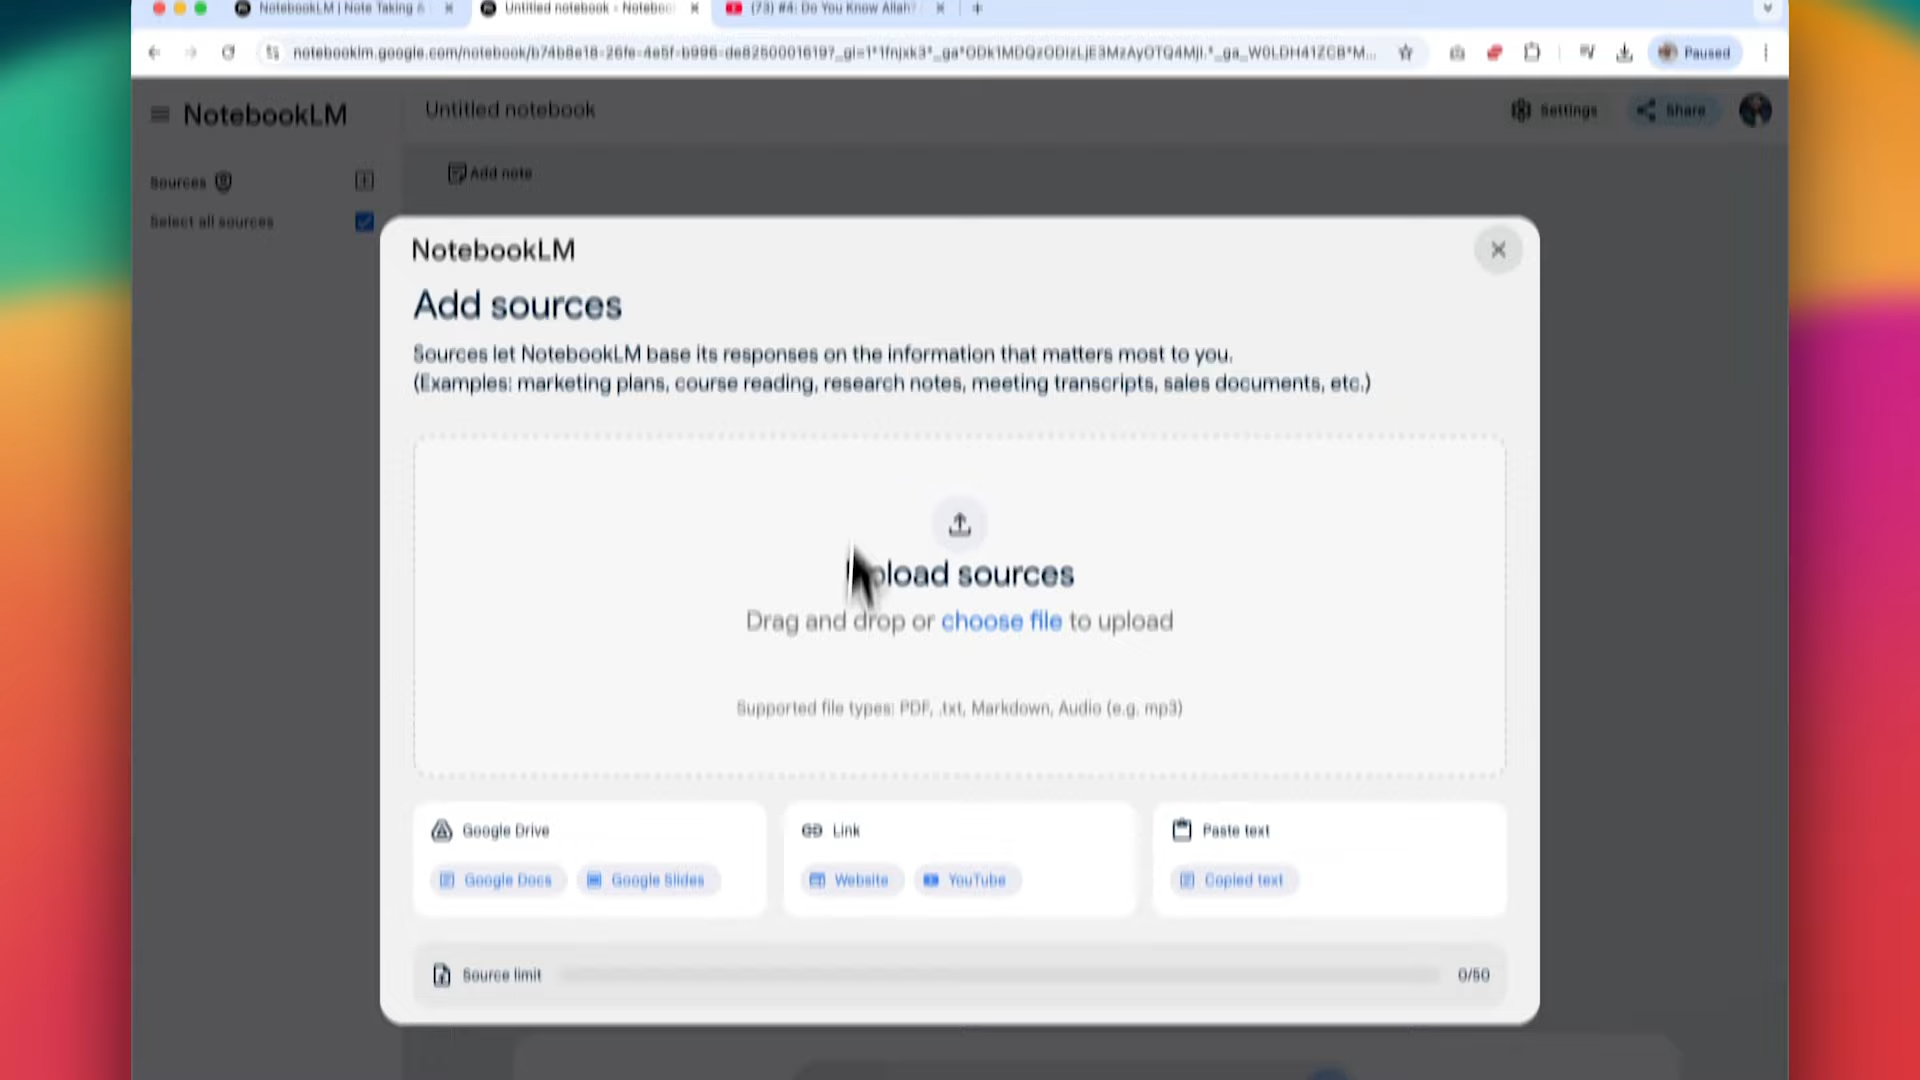 NotebookLM | Note Taking &
Untitled notebook - Notebool
(73) #4: Do You Know Allah?
Paused
NotebookLM
Untitled notebook
Settings
Share
Sources
Add note
Select all sources
NotebookLM
Add sources
Sources let NotebookLM base its responses on the information that matters most to you.
(Examples: marketing plans, course reading, research notes, meeting transcripts, sales documents, etc.)
pload sources
Drag and drop or choose file to upload
Supported file types: PDF, .txt, Markdown, Audio (e.g. mp3)
Google Drive
Google Docs
Google Slides
Link
Website
YouTube
Paste text
Copied text
Source limit
0/50